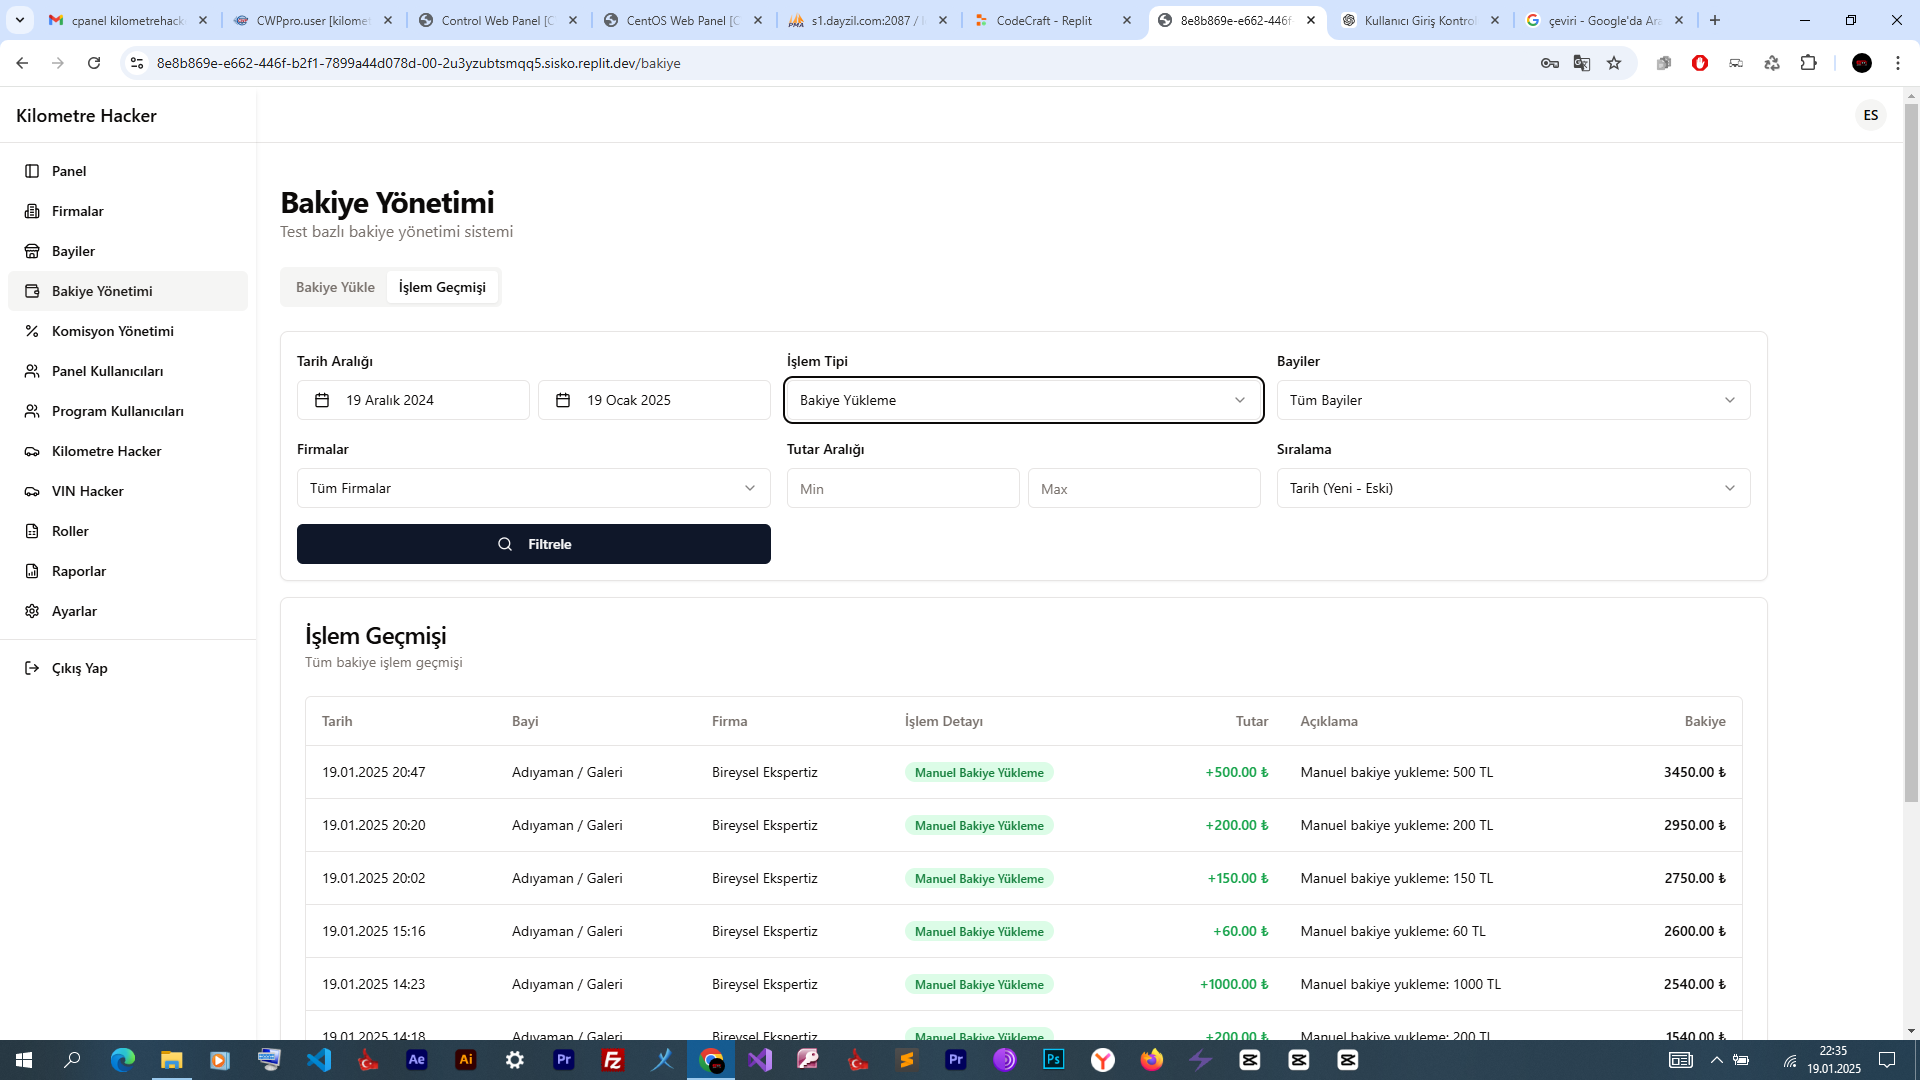 cpanel kilometrehack
CWPpro.user [kilomet
Control Web Panel [C
CentOS Web Panel [C
s1.dayzil.com:2087 / l
CodeCraft - Replit
8e8b869e-e662-446f-
Kullanıcı Giriş Kontrol
çeviri - Google'da Ara
8e8b869e-e662-446f-b2f1-7899a44d078d-00-2u3yzubtsmqq5.sisko.replit.dev/bakiye
Kilometre Hacker
ES
Panel
Firmalar
Bayiler
Bakiye Yönetimi
Komisyon Yönetimi
Panel Kullanıcıları
Program Kullanıcıları
Kilometre Hacker
VIN Hacker
Roller
Raporlar
Ayarlar
Çıkış Yap
Bakiye Yönetimi
Test bazlı bakiye yönetimi sistemi
Bakiye Yükle
İşlem Geçmişi
Tarih Aralığı
19 Aralık 2024
19 Ocak 2025
İşlem Tipi
Bakiye Yükleme
Bayiler
Tüm Bayiler
Firmalar
Tüm Firmalar
Tutar Aralığı
Min
Max
Sıralama
Tarih (Yeni - Eski)
Filtrele
İşlem Geçmişi
Tüm bakiye işlem geçmişi
Tarih Bayi Firma İşlem Detayı Tutar Açıklama Bakiye
19.01.2025 20:47 Adıyaman / Galeri Bireysel Ekspertiz Manuel Bakiye Yükleme +500.00 ₺ Manuel bakiye yukleme: 500 TL 3450.00 ₺
19.01.2025 20:20 Adıyaman / Galeri Bireysel Ekspertiz Manuel Bakiye Yükleme +200.00 ₺ Manuel bakiye yukleme: 200 TL 2950.00 ₺
19.01.2025 20:02 Adıyaman / Galeri Bireysel Ekspertiz Manuel Bakiye Yükleme +150.00 ₺ Manuel bakiye yukleme: 150 TL 2750.00 ₺
19.01.2025 15:16 Adıyaman / Galeri Bireysel Ekspertiz Manuel Bakiye Yükleme +60.00 ₺ Manuel bakiye yukleme: 60 TL 2600.00 ₺
19.01.2025 14:23 Adıyaman / Galeri Bireysel Ekspertiz Manuel Bakiye Yükleme +1000.00 ₺ Manuel bakiye yukleme: 1000 TL 2540.00 ₺
19.01.2025 14:18 Adıyaman / Galeri Bireysel Ekspertiz Manuel Bakiye Yükleme +200.00 ₺ Manuel bakiye yukleme: 200 TL 1540.00 ₺
Ae
Ai
Pr
Fz
Pr
Ps
22:35
19.01.2025